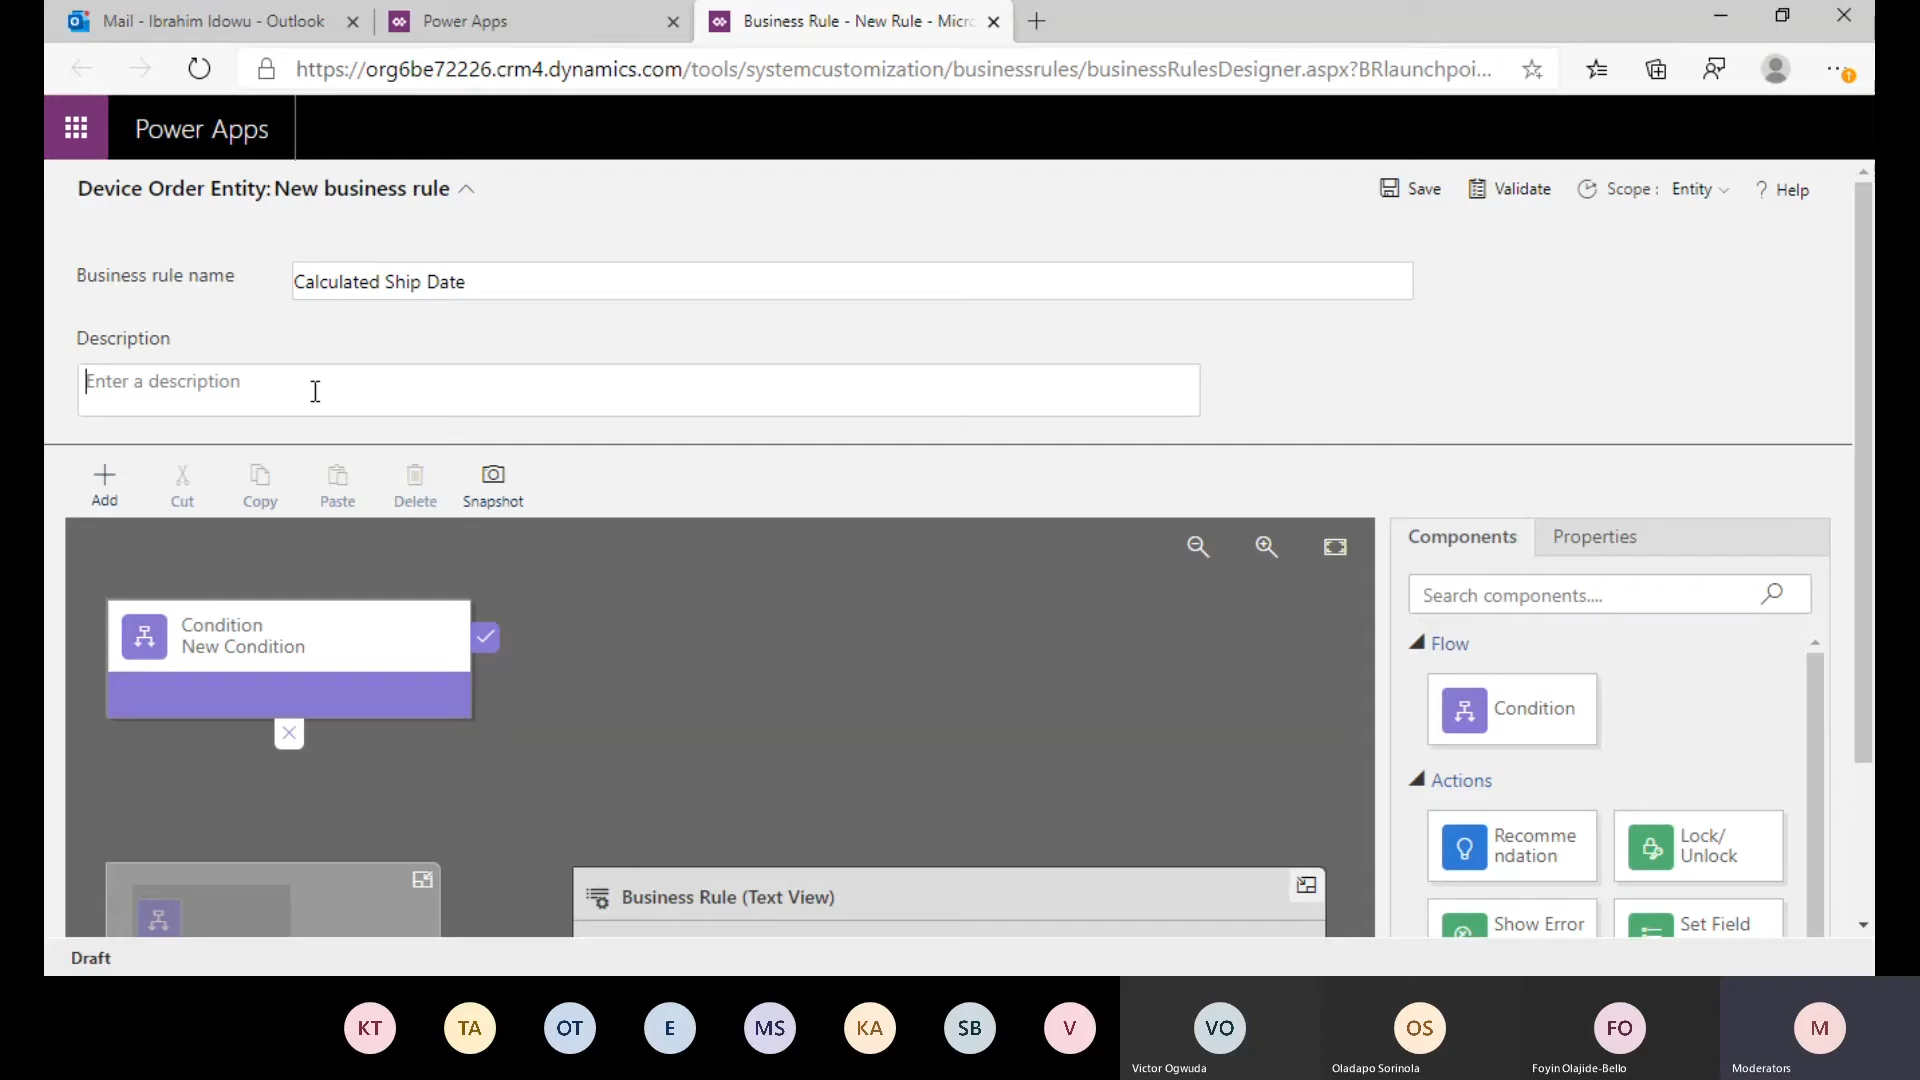 Mail - Ibrahim Idowu - Outlook
Power Apps
Business Rule - New Rule - Micro
https://org6be72226.crm4.dynamics.com/tools/systemcustomization/businessrules/businessRulesDesigner.aspx?BRlaunchpoi...
Power Apps
Device Order Entity: New business rule
Save
Validate
Scope : Entity
? Help
Business rule name
Calculated Ship Date
Description
Enter a description
Add
Cut
Copy
Paste
Delete
Snapshot
Components
Properties
Search components....
Condition
New Condition
Flow
Condition
Actions
Recomme
ndation
Lock/
Unlock
Show Error
Set Field
Business Rule (Text View)
Draft
KT
TA
OT
E
MS
KA
SB
V
VO
Victor Ogwuda
OS
Oladapo Sorinola
FO
Foyin Olajide-Bello
M
Moderators